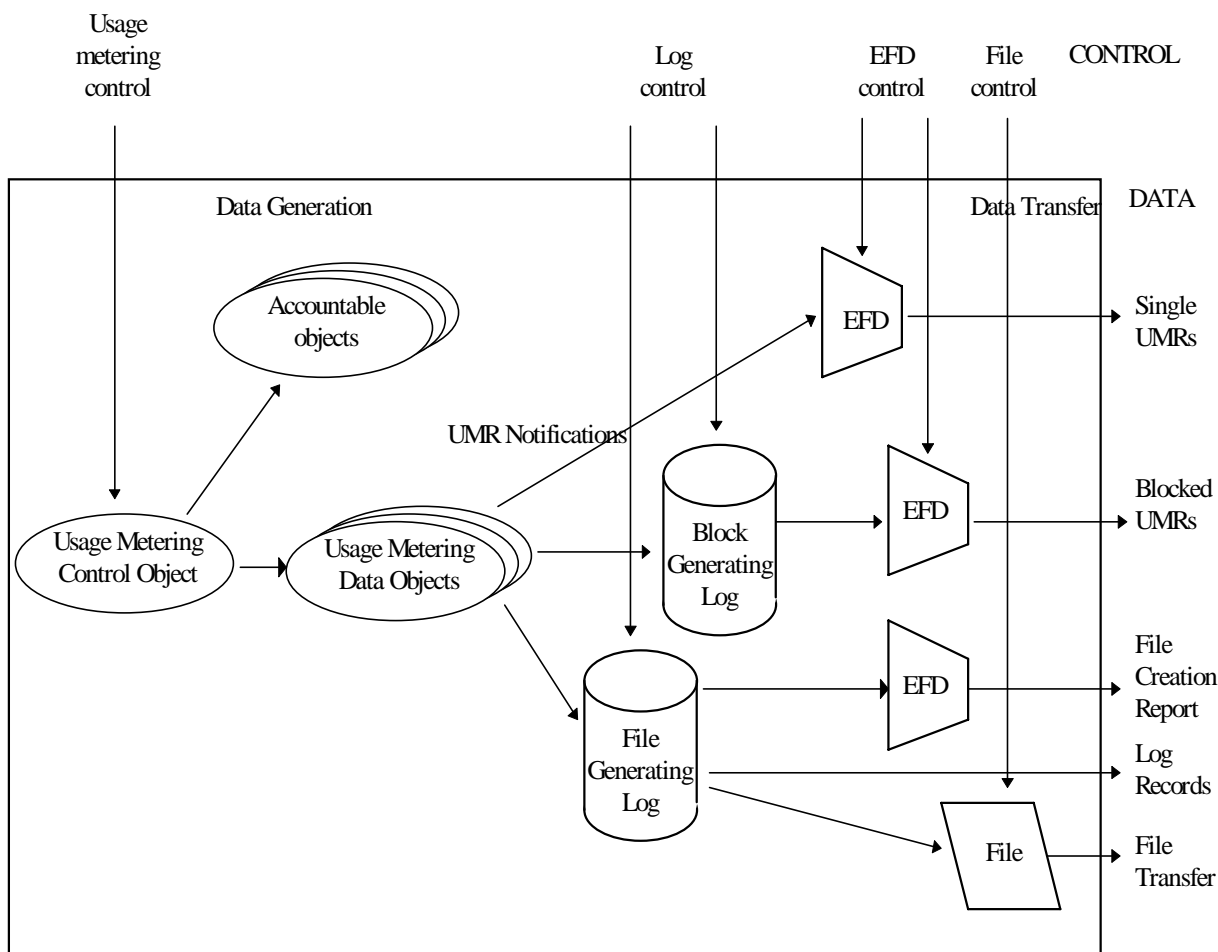 Usage
metering
control
Log
control
EFD
control
File
control
CONTROL
Data Generation
Data Transfer
DATA
Accountable
objects
EFD
Single
UMRs
UMR Notifications
Usage Metering
Control Object
Usage Metering
Data Objects
Block
Generating
Log
EFD
Blocked
UMRs
File
Generating
Log
EFD
File
Creation
Report
Log
Records
File
File
Transfer